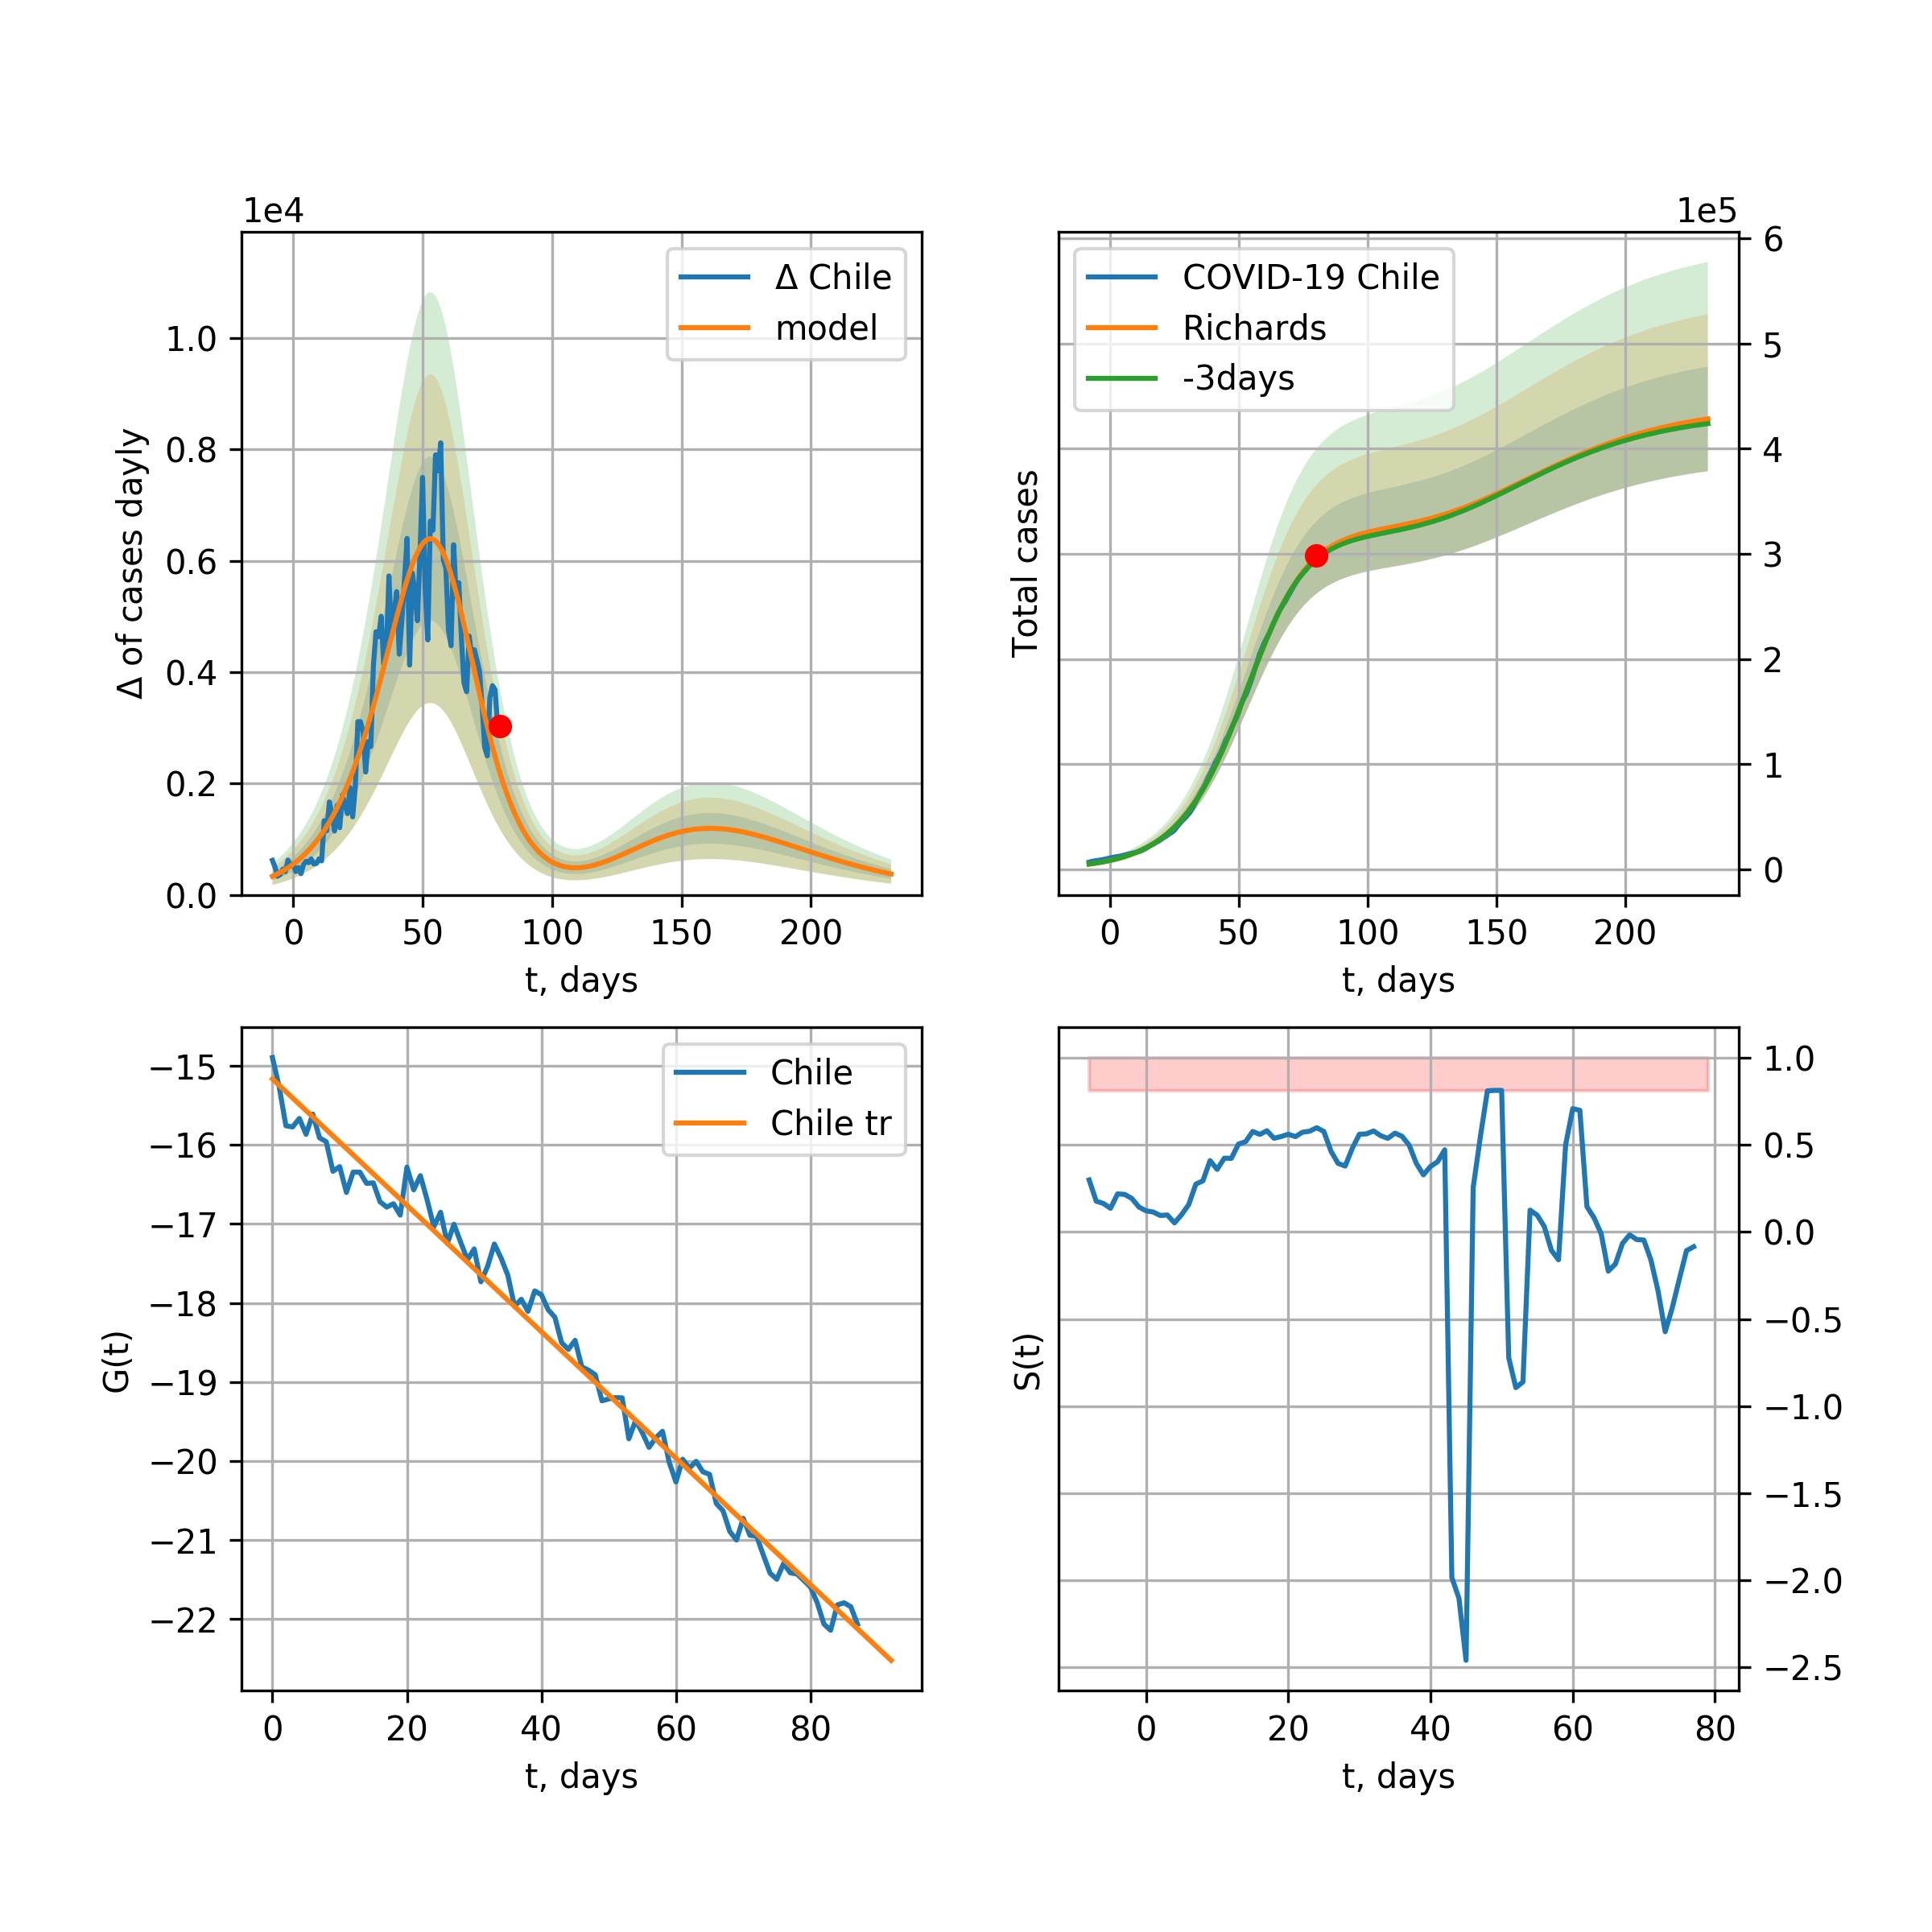 1e4
Δ of cases dayly
1.0
0.8
0.6
0.4
0.2
0.0
Δ Chile
model
0 50 100 150 200
t, days
1e5
COVID-19 Chile
Richards
-3days
Total cases
6
5
4
3
2
1
0
0 50 100 150 200
t, days
G(t)
−15
−16
−17
−18
−19
−20
−21
−22
Chile
Chile tr
0 20 40 60 80
t, days
S(t)
1.0
0.5
0.0
−0.5
−1.0
−1.5
−2.0
−2.5
0 20 40 60 80
t, days